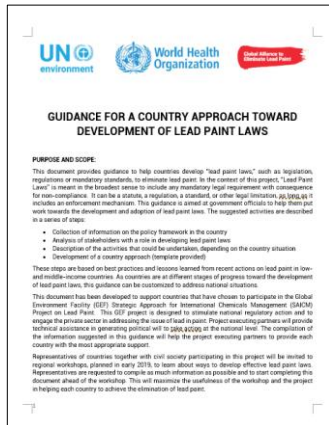 UN
environment
World Health
Organization
Global Alliance to
Eliminate Lead Paint
GUIDANCE FOR A COUNTRY APPROACH TOWARD
DEVELOPMENT OF LEAD PAINT LAWS
PURPOSE AND SCOPE:
This document provides guidance to help countries develop "lead paint laws," such as legislation,
regulations or mandatory standards, to eliminate lead paint. In the context of this project, "Lead Paint
Laws" is meant in the broadest sense to include any mandatory legal requirement with consequence
for non-compliance. It can be a statute, a regulation, a standard, or other legal limitation, as long as it
includes an enforcement mechanism. This guidance is aimed at government officials to help them put
work towards the development and adoption of lead paint laws. The suggested activities are described
in a series of steps:
• Collection of information on the policy framework in the country
• Analysis of stakeholders with a role in developing lead paint laws
• Description of the activities that could be undertaken, depending on the country situation
• Development of a country approach (template provided)
These steps are based on best practices and lessons learned from recent actions on lead paint in low-
and middle-income countries. As countries are at different stages of progress toward the development
of lead paint laws, this guidance can be customized to address national situations.
This document has been developed to support countries that have chosen to participate in the Global
Environment Facility (GEF) Strategic Approach for International Chemicals Management (SAICM)
Project on Lead Paint. This GEF project is designed to stimulate national regulatory action and to
engage the private sector in addressing the issue of lead in paint. Project executing partners will provide
technical assistance in generating political will to take action at the national level. The compilation of
the information suggested in this guidance will help the project executing partners to provide each
country with the most appropriate support.
Representatives of countries together with civil society participating in this project will be invited to
regional workshops, planned in early 2019, to learn about ways to develop effective lead paint laws.
Representatives are requested to compile as much information as possible and to start completing this
document ahead of the workshop. This will maximize the usefulness of the workshop and the project
in helping each country to achieve the elimination of lead paint.